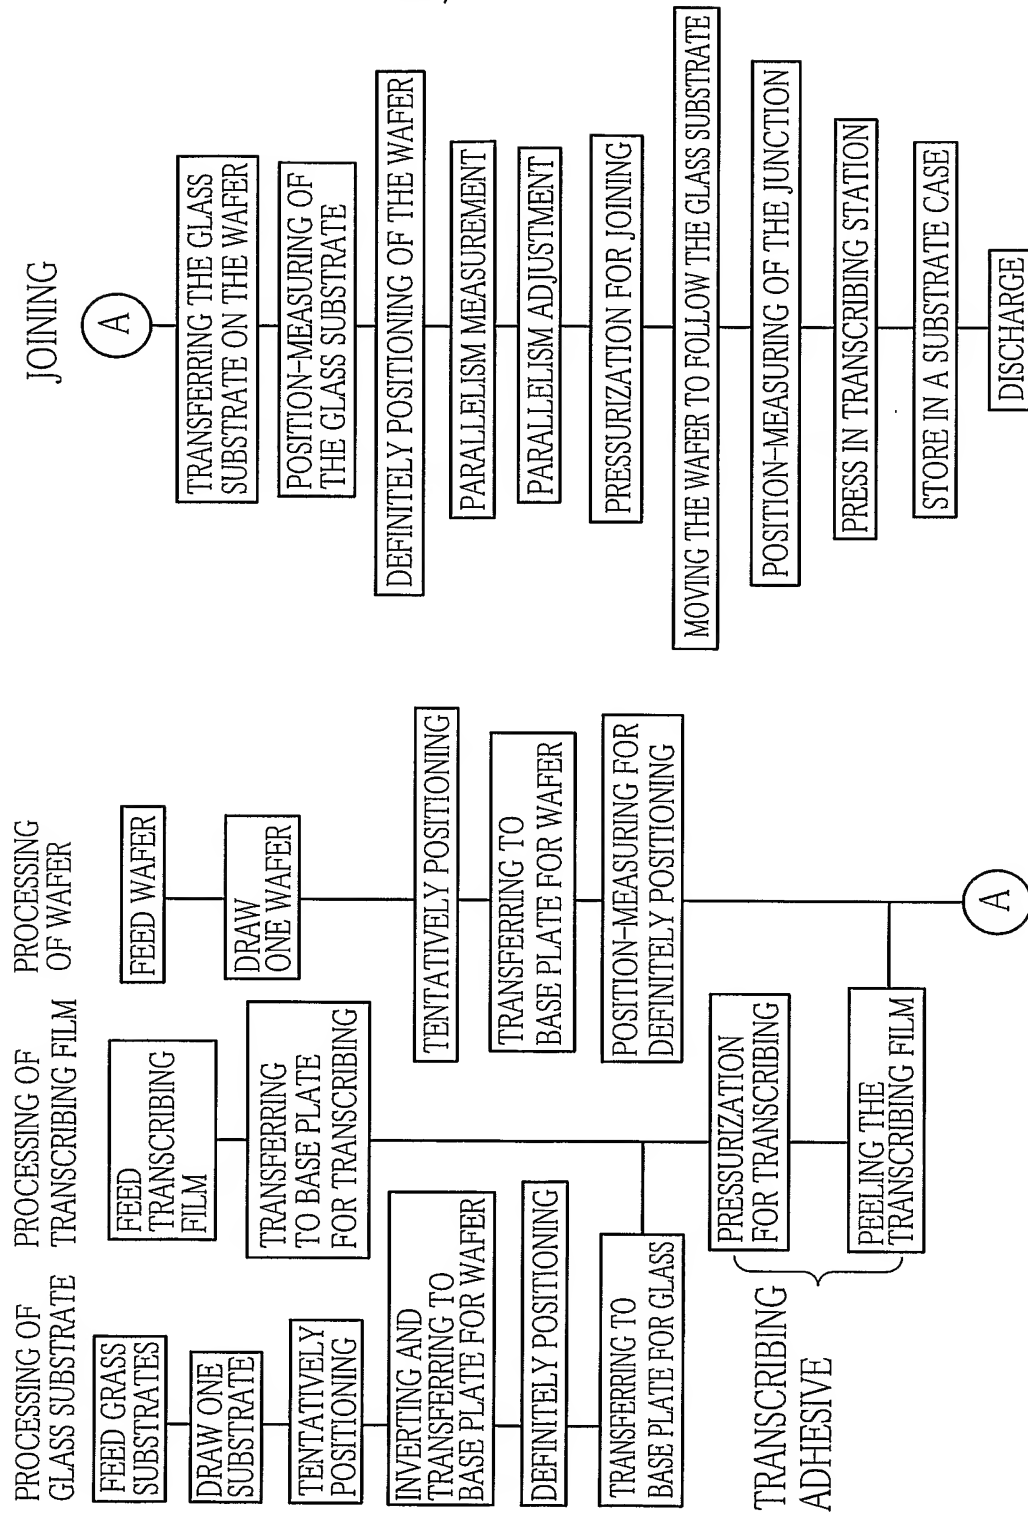 PROCESSING OF
GLASS SUBSTRATE
FEED GRASS
SUBSTRATES
DRAW ONE
SUBSTRATE
TENTATIVELY
POSITIONING
INVERTING AND
TRANSFERRING TO
BASE PLATE FOR WAFER
DEFINITELY POSITIONING
TRANSFERRING TO
BASE PLATE FOR GLASS
PROCESSING OF
TRANSCRIBING FILM
FEED
TRANSCRIBING
FILM
TRANSFERRING
TO BASE PLATE
FOR TRANSCRIBING
TRANSCRIBING
ADHESIVE
PRESSURIZATION
FOR TRANSCRIBING
PEELING THE
TRANSCRIBING FILM
PROCESSING
OF WAFER
FEED WAFER
DRAW
ONE WAFER
TENTATIVELY POSITIONING
TRANSFERRING TO
BASE PLATE FOR WAFER
POSITION-MEASURING FOR
DEFINITELY POSITIONING
A
JOINING
A
TRANSFERRING THE GLASS
SUBSTRATE ON THE WAFER
POSITION-MEASURING OF
THE GLASS SUBSTRATE
DEFINITELY POSITIONING OF THE WAFER
PARALLELISM MEASUREMENT
PARALLELISM ADJUSTMENT
PRESSURIZATION FOR JOINING
MOVING THE WAFER TO FOLLOW THE GLASS SUBSTRATE
POSITION-MEASURING OF THE JUNCTION
PRESS IN TRANSCRIBING STATION
STORE IN A SUBSTRATE CASE
DISCHARGE